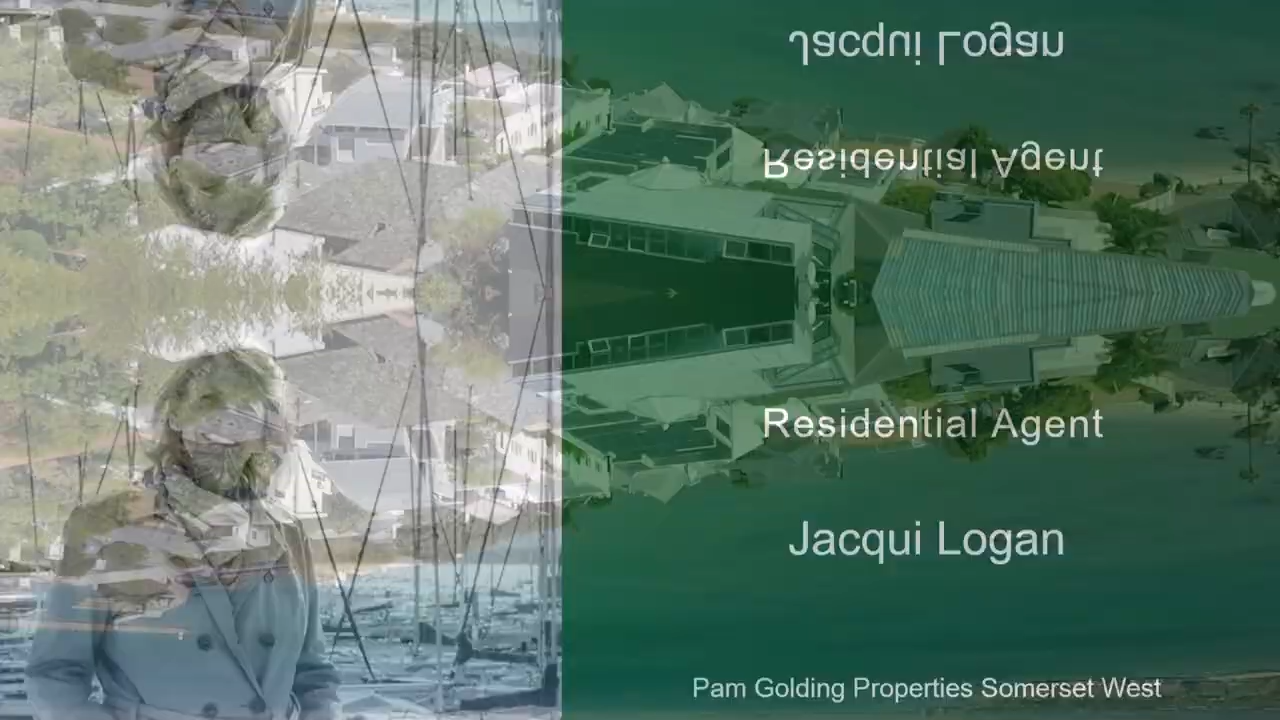 Jacqui Logan
Residential Agent
Residential Agent
Jacqui Logan
Pam Golding Properties Somerset West